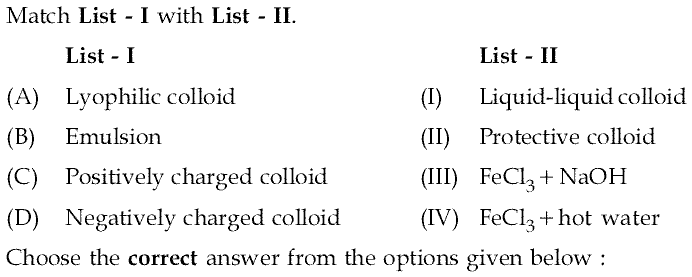 Match List - I with List - II.
List - I List - II
(A) Lyophilic colloid (I) Liquid-liquid colloid
(B) Emulsion (II) Protective colloid
(C) Positively charged colloid (III) FeCl₃ + NaOH
(D) Negatively charged colloid (IV) FeCl₃ + hot water
Choose the correct answer from the options given below :